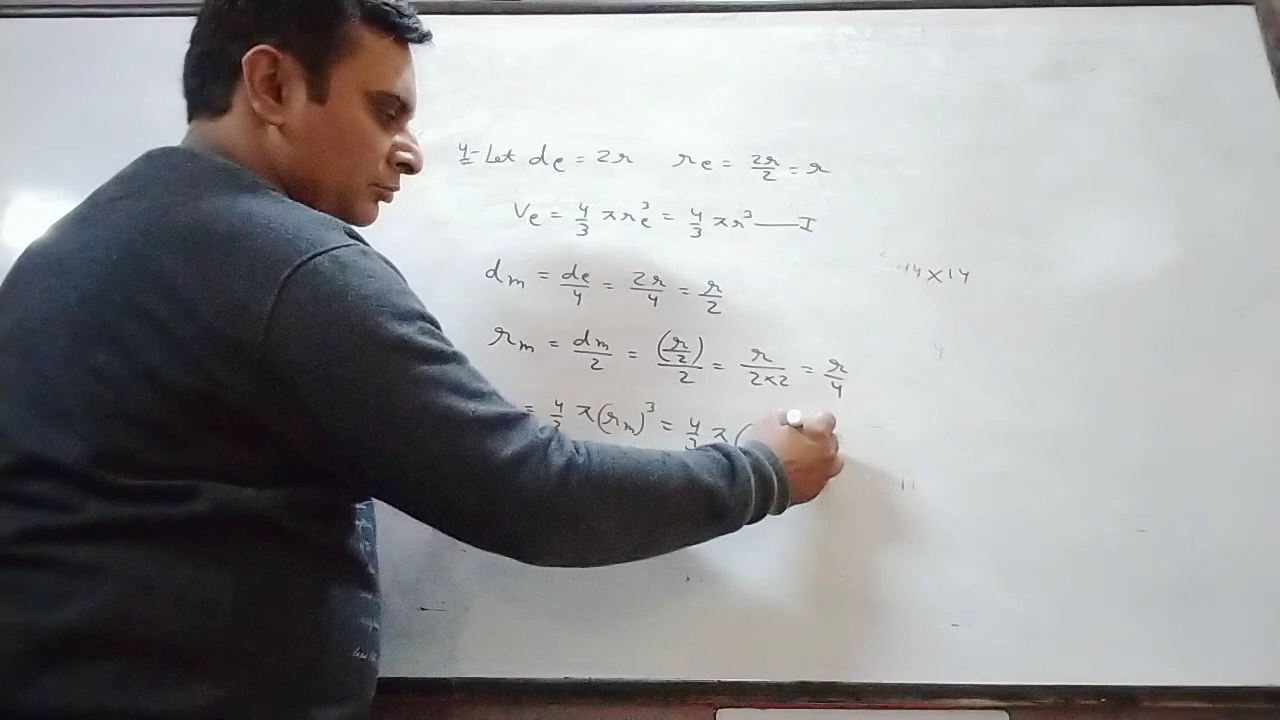 4- Let de = 2r re = 2r/2 = r
Ve = 4/3 πre³ = 4/3 πr³ — I
14 × 14
dm = de/4 = 2r/4 = r/2
rm = dm/2 = (r/2)/2 = r/2×2 = r/4
= 4/3 π(rm)³ = 4/3 π(